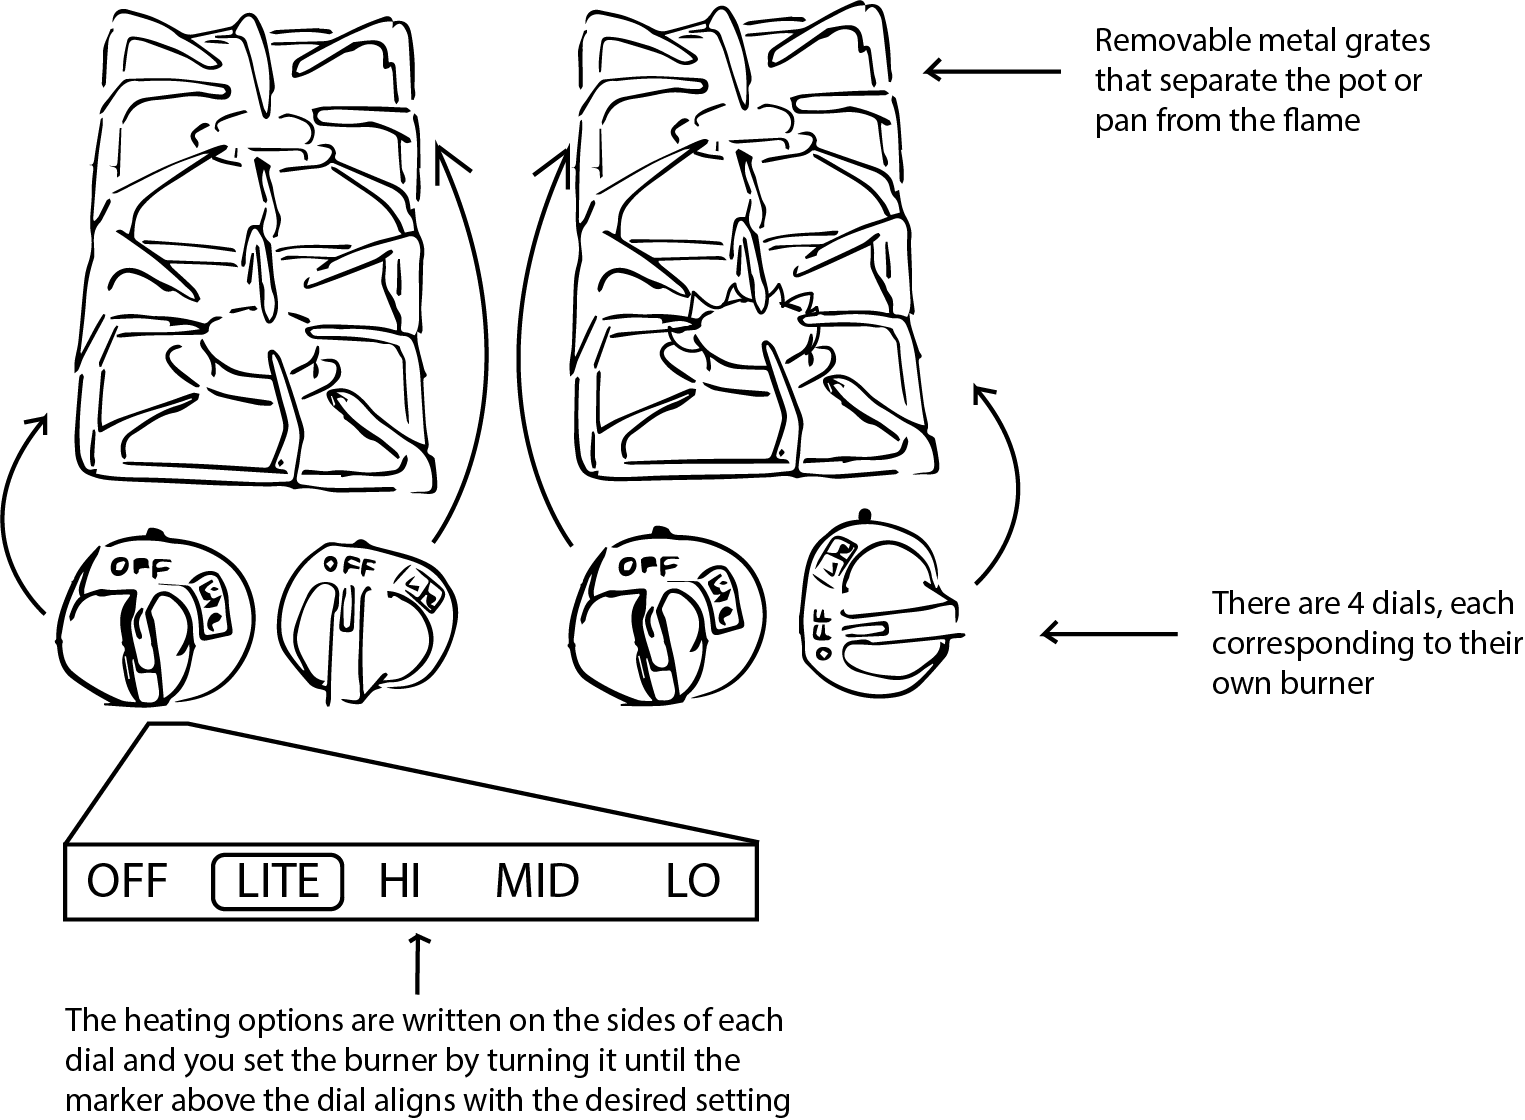 Removable metal grates
that separate the pot or
pan from the flame
OFF
OFF
OFF
OFF
There are 4 dials, each
corresponding to their
own burner
OFF LITE HI MID LO
The heating options are written on the sides of each
dial and you set the burner by turning it until the
marker above the dial aligns with the desired setting